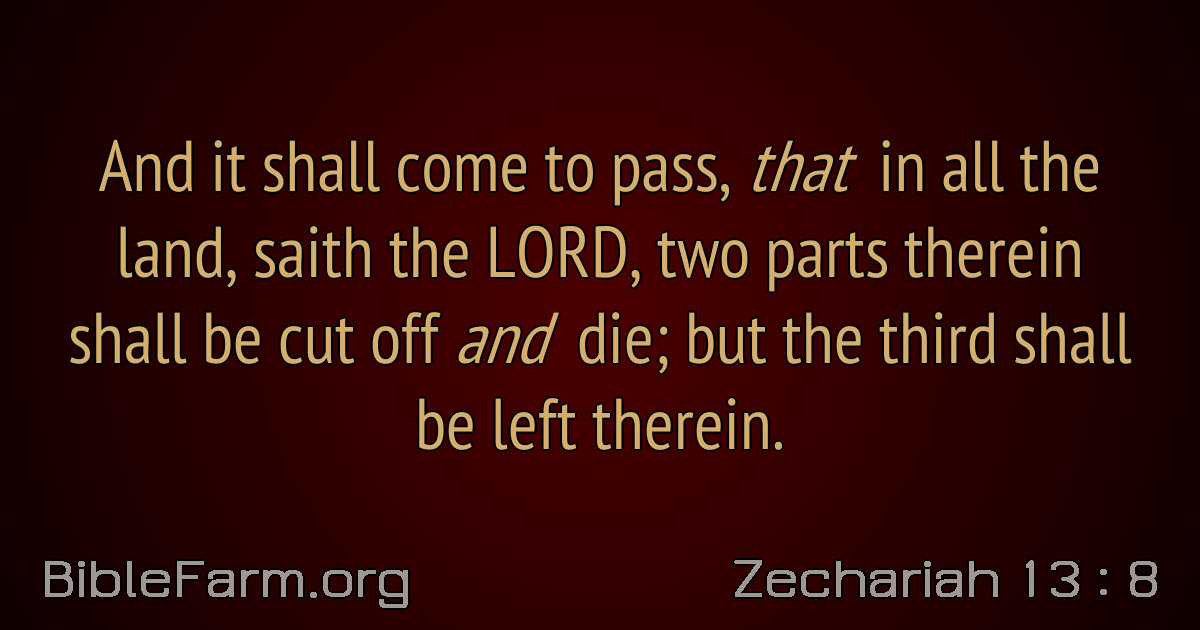 And it shall come to pass, that in all the
land, saith the LORD, two parts therein
shall be cut off and die; but the third shall
be left therein.
BibleFarm.org
Zechariah 13 : 8